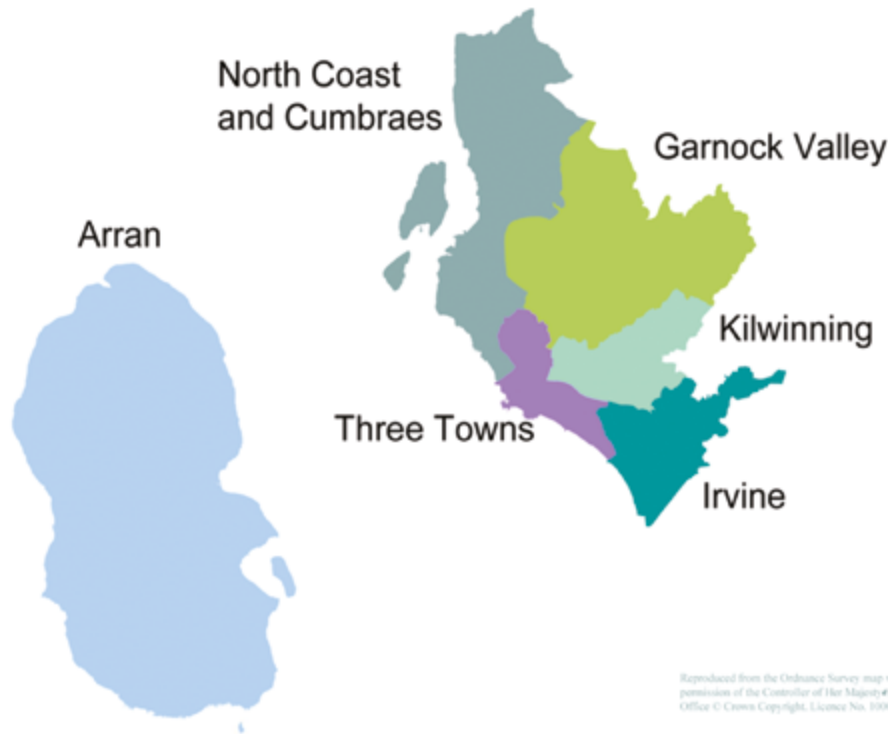 North Coast
and Cumbraes
Garnock Valley
Arran
Kilwinning
Three Towns
Irvine
Reproduced from the Ordnance Survey map
permission of the Controller of Her Majesty
Office © Crown Copyright. Licence No.